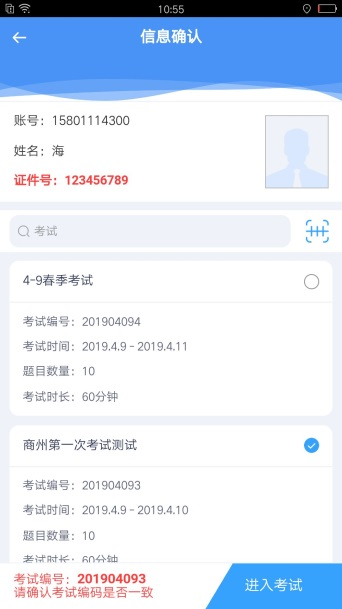 10:55
信息确认
账号：15801114300
姓名：海
证件号：123456789
考试
4-9春季考试
考试编号：201904094
考试时间：2019.4.9 - 2019.4.11
题目数量：10
考试时长：60分钟
商州第一次考试测试
考试编号：201904093
考试时间：2019.4.9 - 2019.4.10
题目数量：10
考试时长：60分钟
考试编号：201904093
请确认考试编码是否一致
进入考试